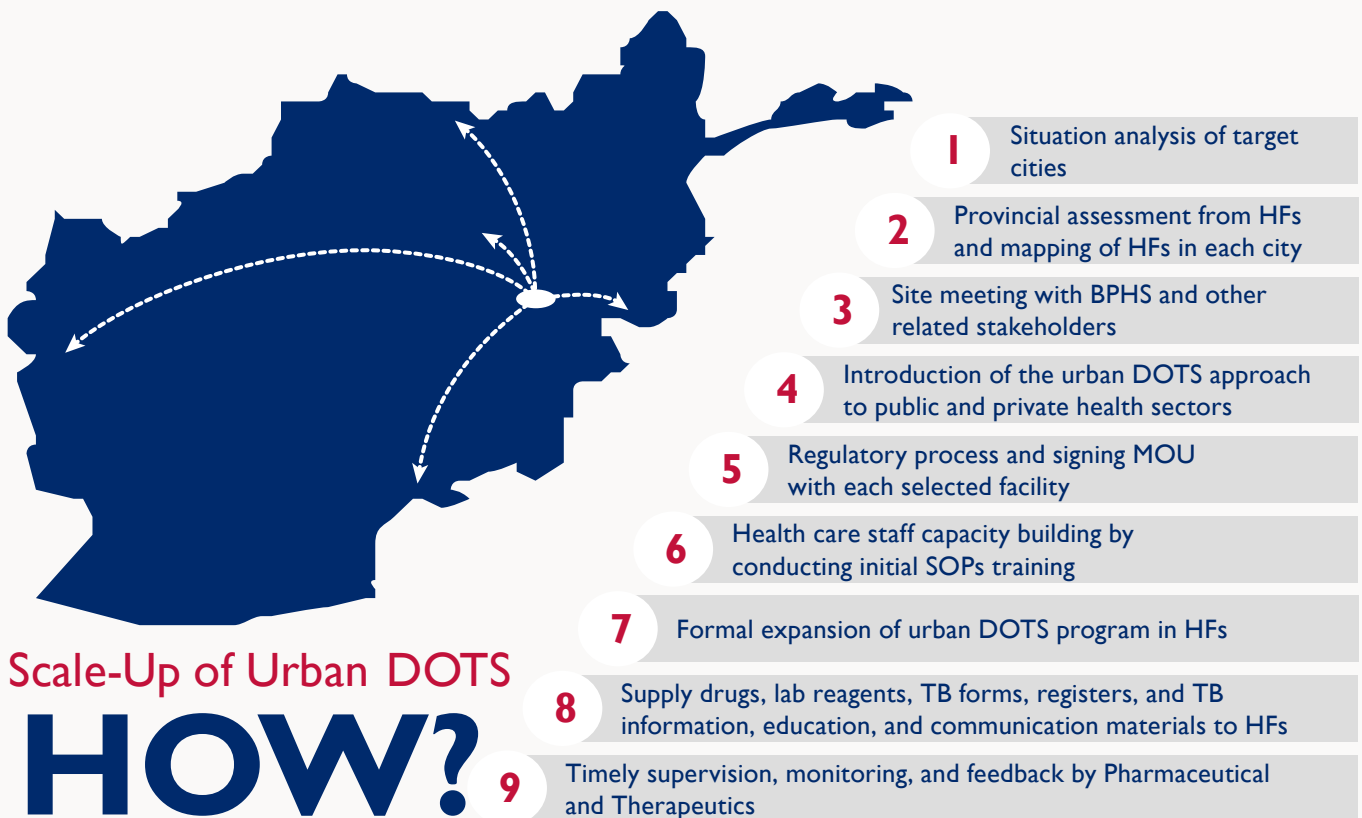 1
Situation analysis of target
cities
2
Provincial assessment from HFs
and mapping of HFs in each city
3
Site meeting with BPHS and other
related stakeholders
4
Introduction of the urban DOTS approach
to public and private health sectors
5
Regulatory process and signing MOU
with each selected facility
6
Health care staff capacity building by
conducting initial SOPs training
7
Formal expansion of urban DOTS program in HFs
8
Supply drugs, lab reagents, TB forms, registers, and TB
information, education, and communication materials to HFs
9
Timely supervision, monitoring, and feedback by Pharmaceutical
and Therapeutics
Scale-Up of Urban DOTS
HOW?